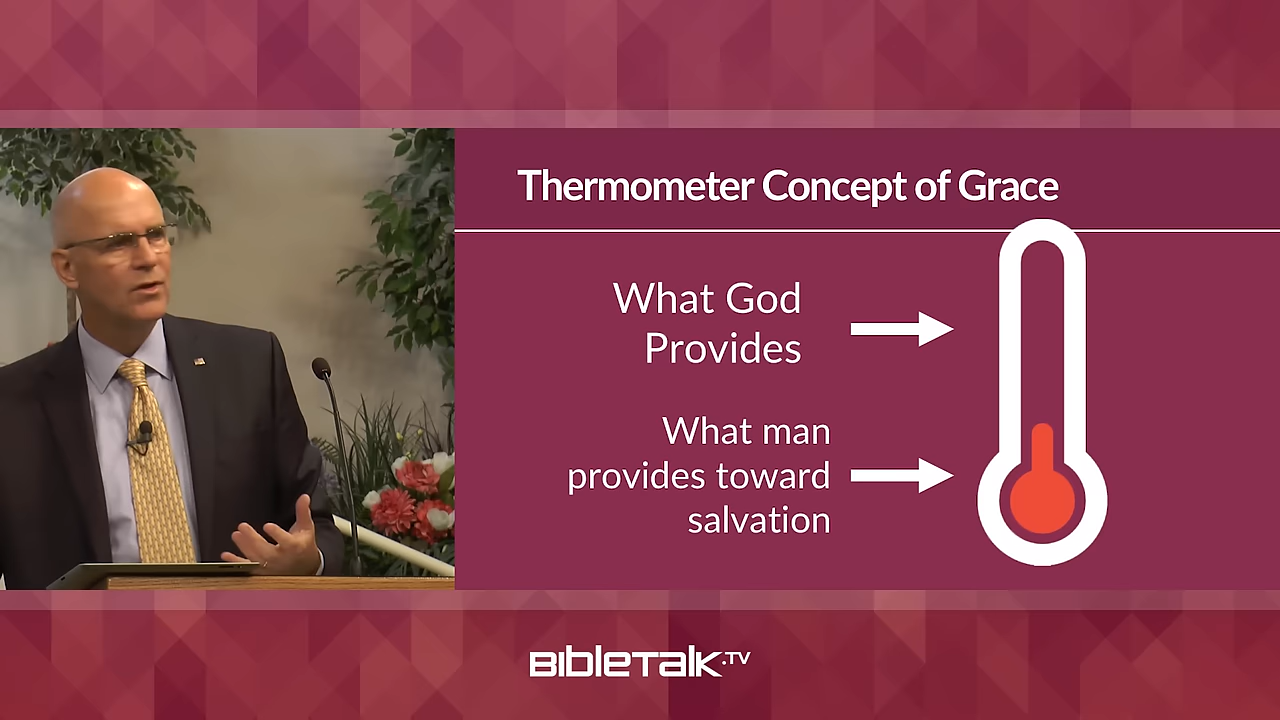 Thermometer Concept of Grace
What God
Provides
What man
provides toward
salvation
BIBLETALK.TV